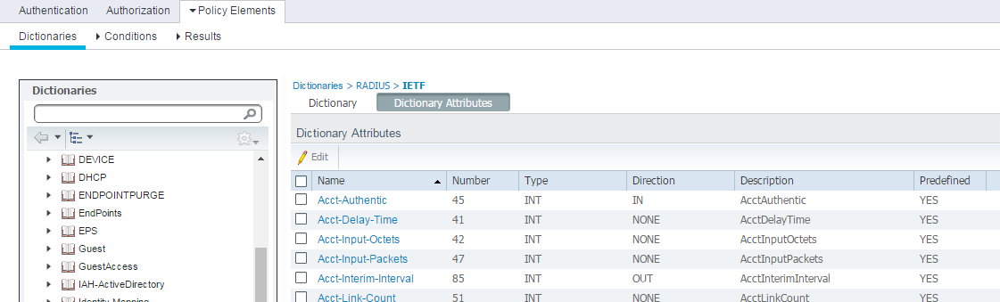 Authentication Authorization Policy Elements
Dictionaries Conditions Results
Dictionaries
DEVICE
DHCP
ENDPOINTPURGE
EndPoints
EPS
Guest
GuestAccess
IAH-ActiveDirectory
Identity Mapping
Dictionaries > RADIUS > IETF
Dictionary Dictionary Attributes
Dictionary Attributes
Edit
Name Number Type Direction Description Predefined
Acct-Authentic 45 INT IN AcctAuthentic YES
Acct-Delay-Time 41 INT NONE AcctDelayTime YES
Acct-Input-Octets 42 INT NONE AcctInputOctets YES
Acct-Input-Packets 47 INT NONE AcctInputPackets YES
Acct-Interim-Interval 85 INT OUT AcctInterimInterval YES
Acct-Link-Count 51 INT NONE AcctLinkCount YES